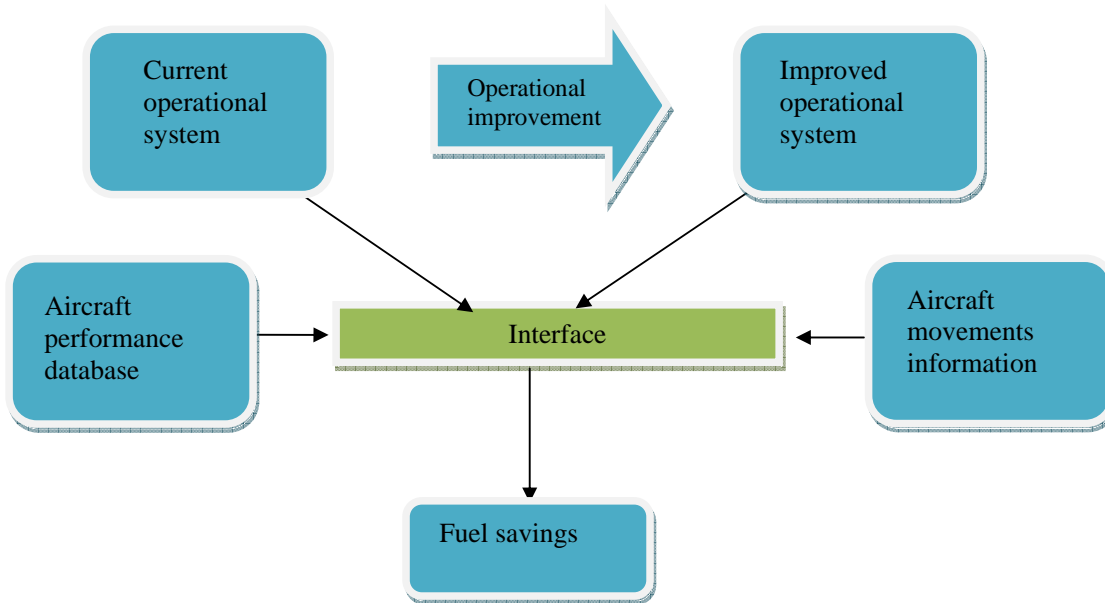 Current
operational
system
Operational
improvement
Improved
operational
system
Aircraft
performance
database
Interface
Aircraft
movements
information
Fuel savings